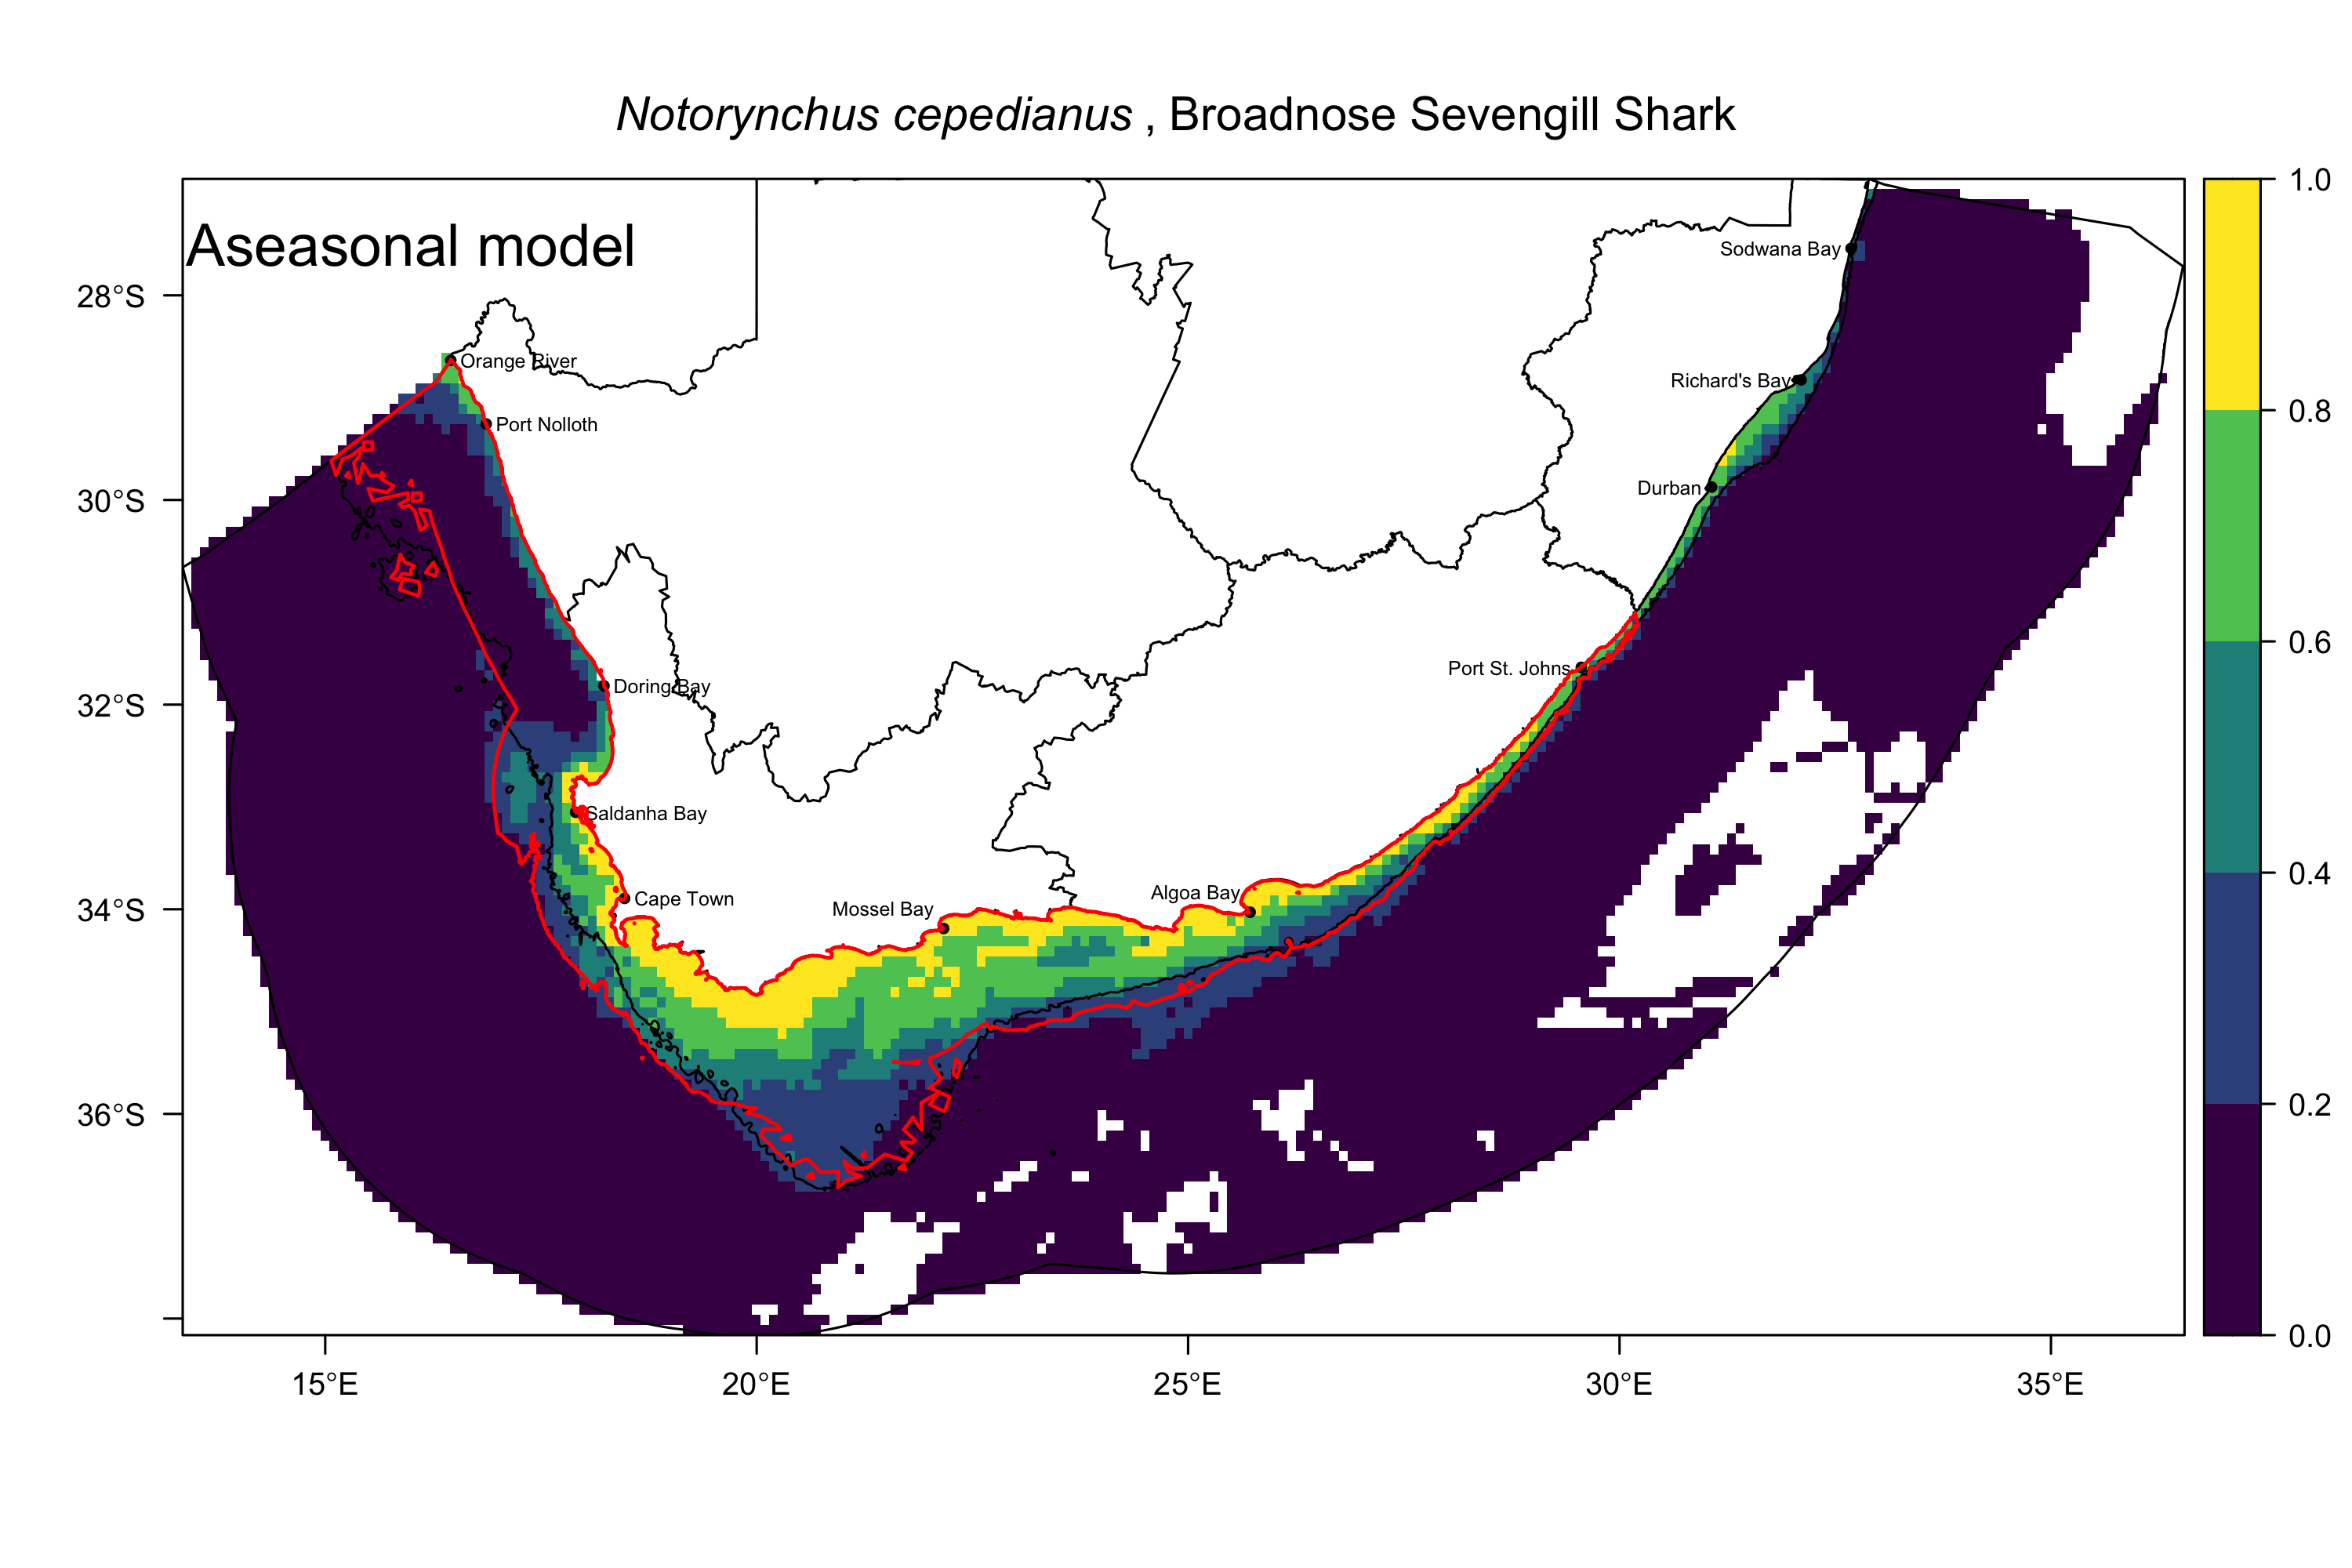 Notorynchus cepedianus , Broadnose Sevengill Shark
Aseasonal model
1.0
0.8
0.6
0.4
0.2
0.0
28°S
30°S
32°S
34°S
36°S
15°E
20°E
25°E
30°E
35°E
Sodwana Bay
Orange River
Richard's Bay
Port Nolloth
Durban
Port St. Johns
Doring Bay
Saldanha Bay
Algoa Bay
Cape Town
Mossel Bay